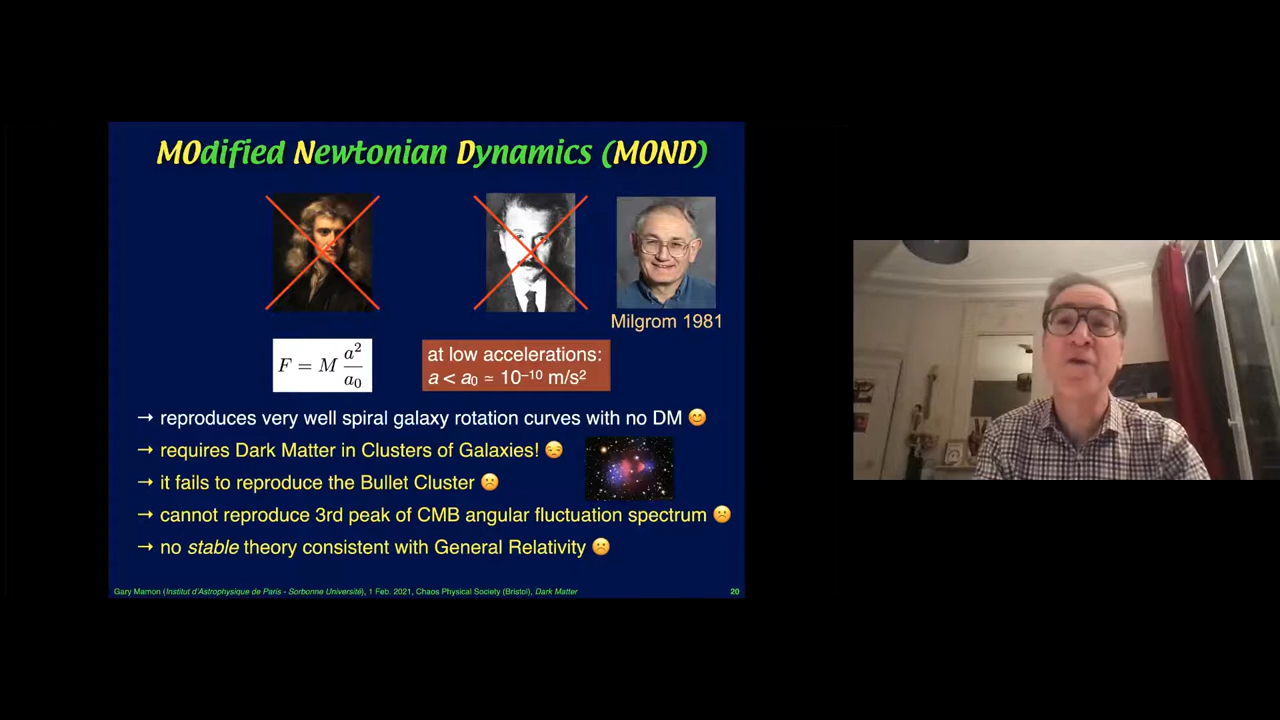 MOdified Newtonian Dynamics (MOND)
Milgrom 1981
F = M a²/a₀
at low accelerations:
a < a₀ ≃ 10⁻¹⁰ m/s²
→ reproduces very well spiral galaxy rotation curves with no DM 😊
→ requires Dark Matter in Clusters of Galaxies! 😒
→ it fails to reproduce the Bullet Cluster ☹️
→ cannot reproduce 3rd peak of CMB angular fluctuation spectrum ☹️
→ no stable theory consistent with General Relativity ☹️
Gary Mamon (Institut d'Astrophysique de Paris - Sorbonne Université), 1 Feb. 2021, Chaos Physical Society (Bristol), Dark Matter 20